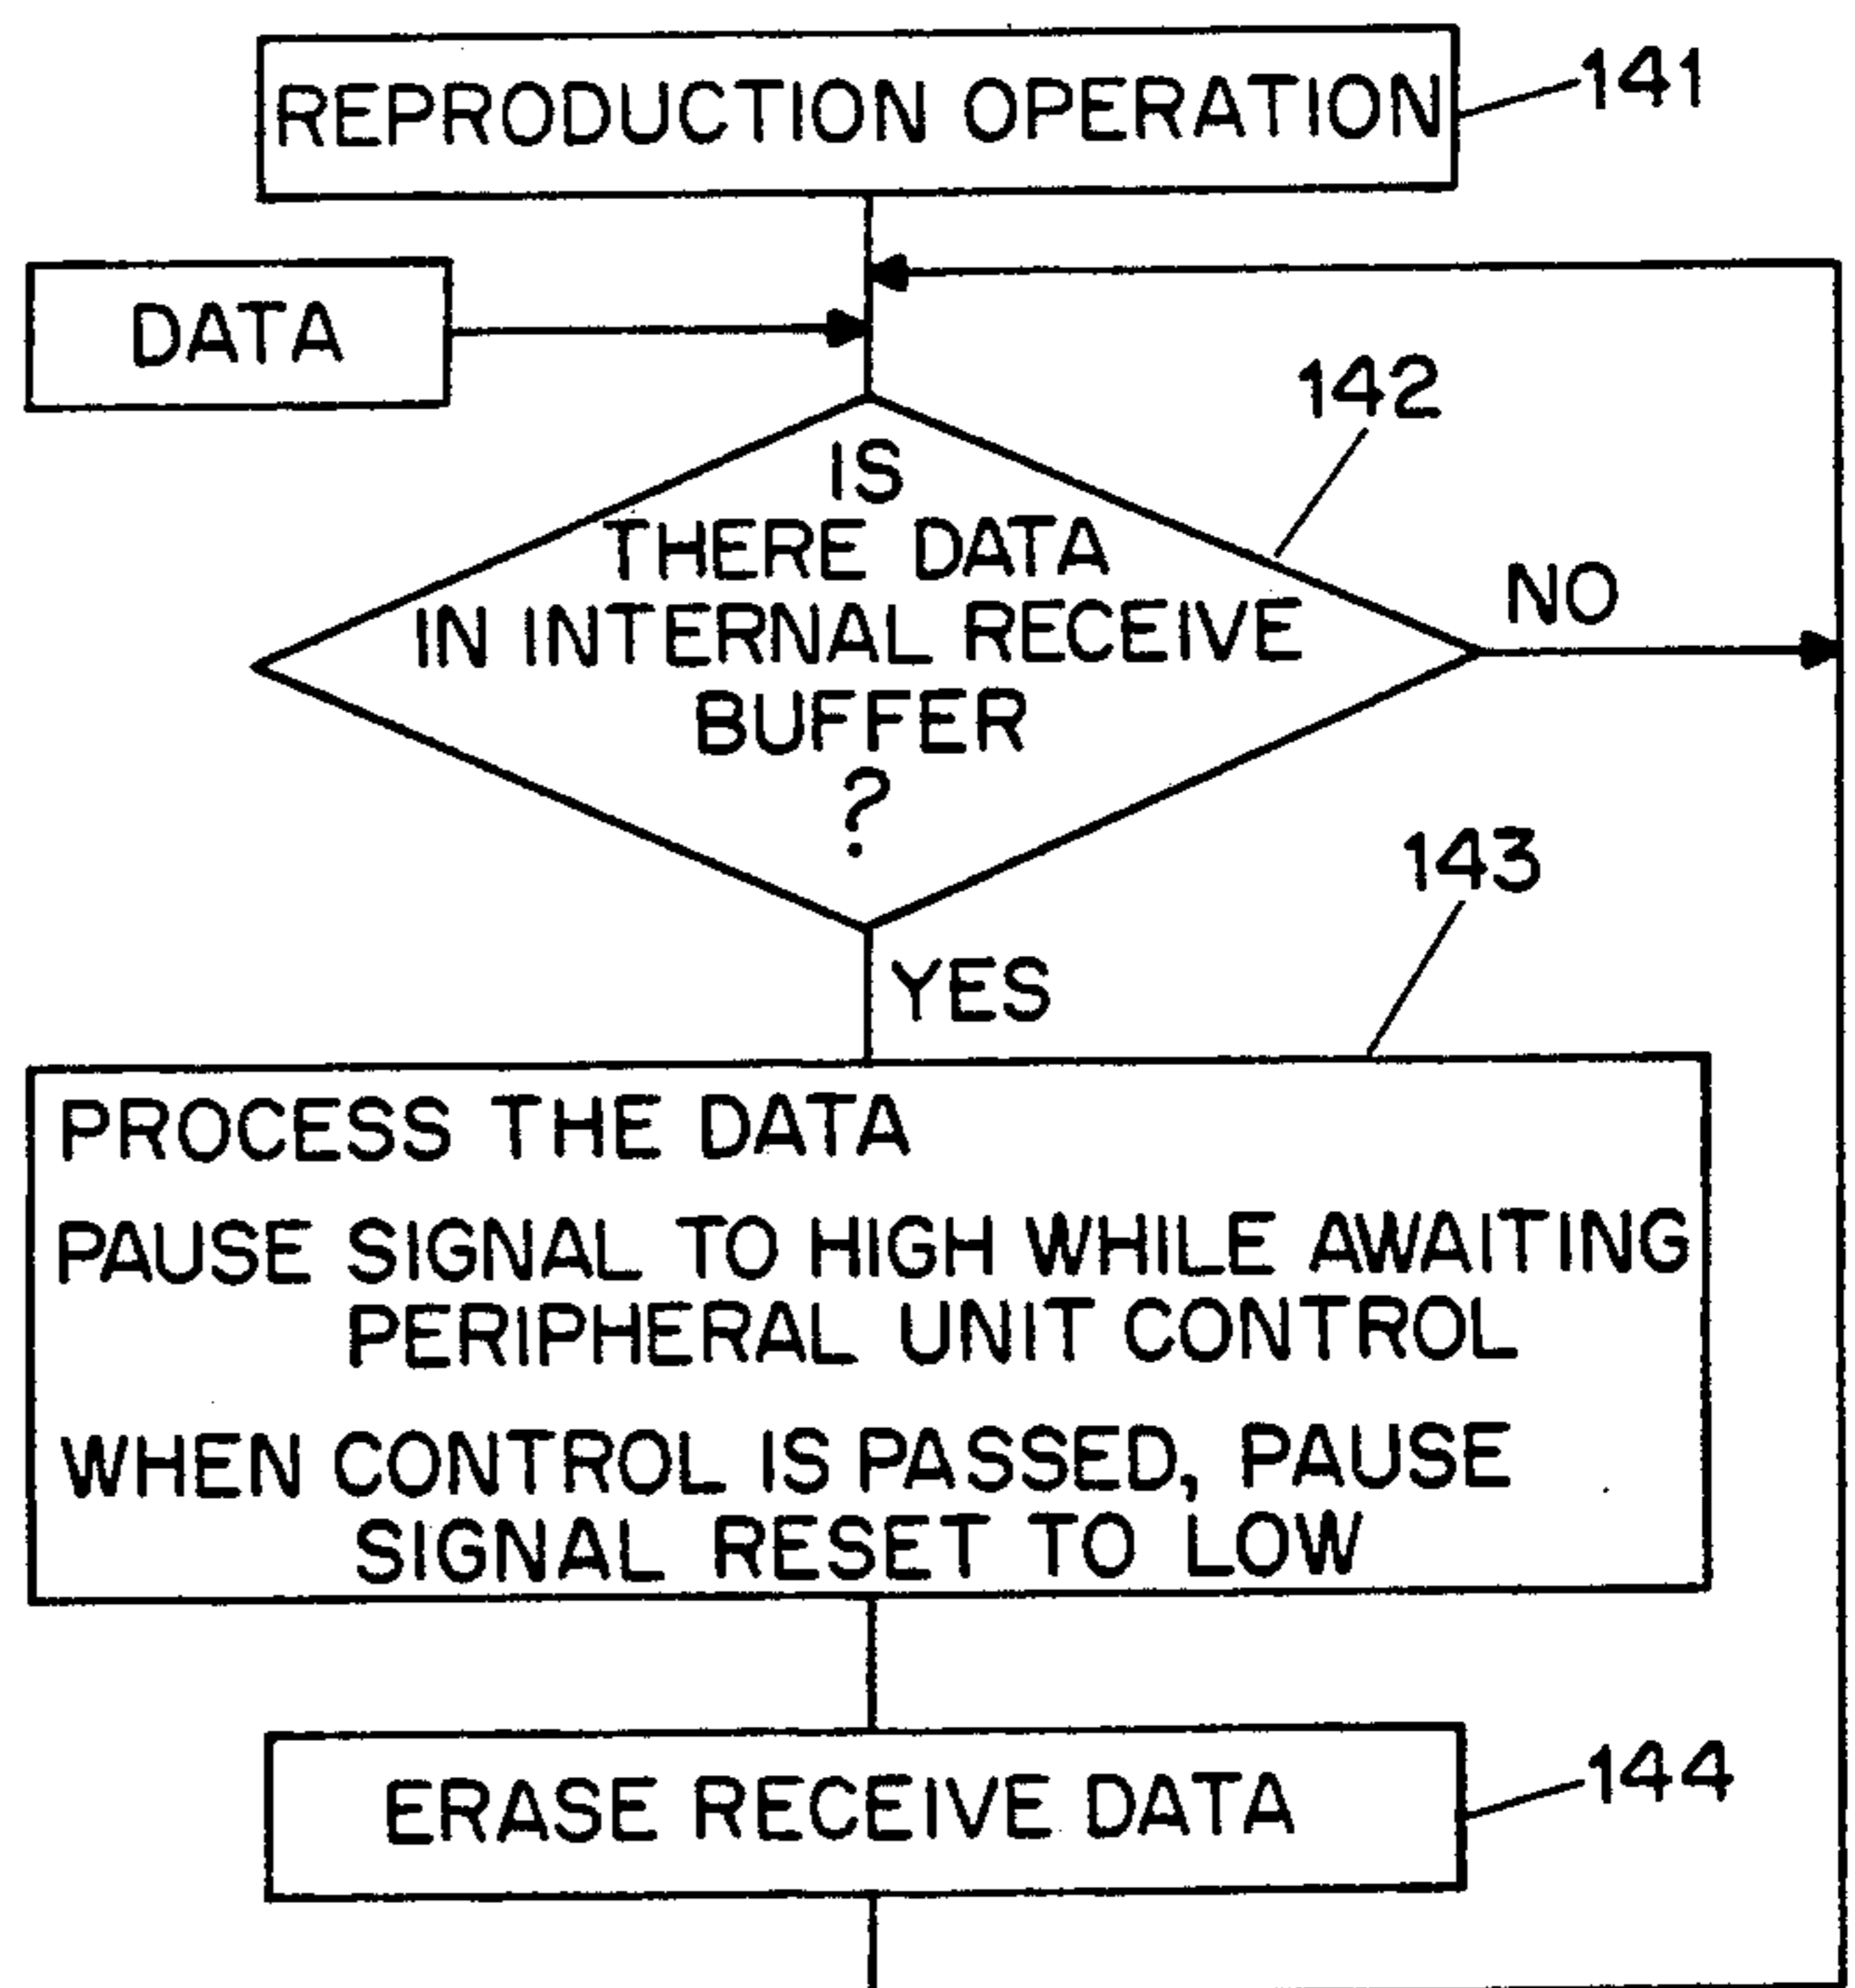 REPRODUCTION OPERATION
141
DATA
142
IS
THERE DATA
IN INTERNAL RECEIVE
BUFFER
?
NO
143
YES
PROCESS THE DATA
PAUSE SIGNAL TO HIGH WHILE AWAITING
PERIPHERAL UNIT CONTROL
WHEN CONTROL IS PASSED, PAUSE
SIGNAL RESET TO LOW
ERASE RECEIVE DATA
144